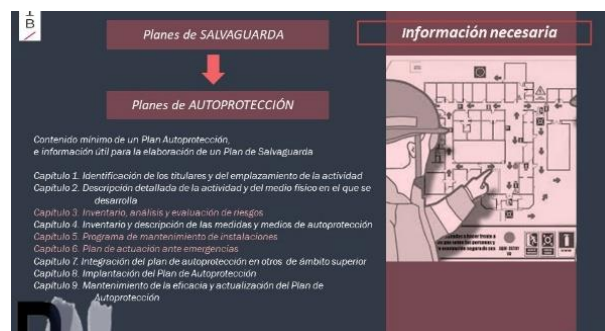 1
B
Planes de SALVAGUARDA
Información necesaria
Planes de AUTOPROTECCIÓN
Contenido mínimo de un Plan Autoprotección,
e información útil para la elaboración de un Plan de Salvaguarda
Capítulo 1. Identificación de los titulares y del emplazamiento de la actividad
Capítulo 2. Descripción detallada de la actividad y del medio físico en el que se
desarrolla
Capítulo 3. Inventario, análisis y evaluación de riesgos
Capítulo 4. Inventario y descripción de las medidas y medios de autoprotección
Capítulo 5. Programa de mantenimiento de instalaciones
Capítulo 6. Plan de actuación ante emergencias
Capítulo 7. Integración del plan de autoprotección en otros de ámbito superior
Capítulo 8. Implantación del Plan de Autoprotección
Capítulo 9. Mantenimiento de la eficacia y actualización del Plan de
Autoprotección